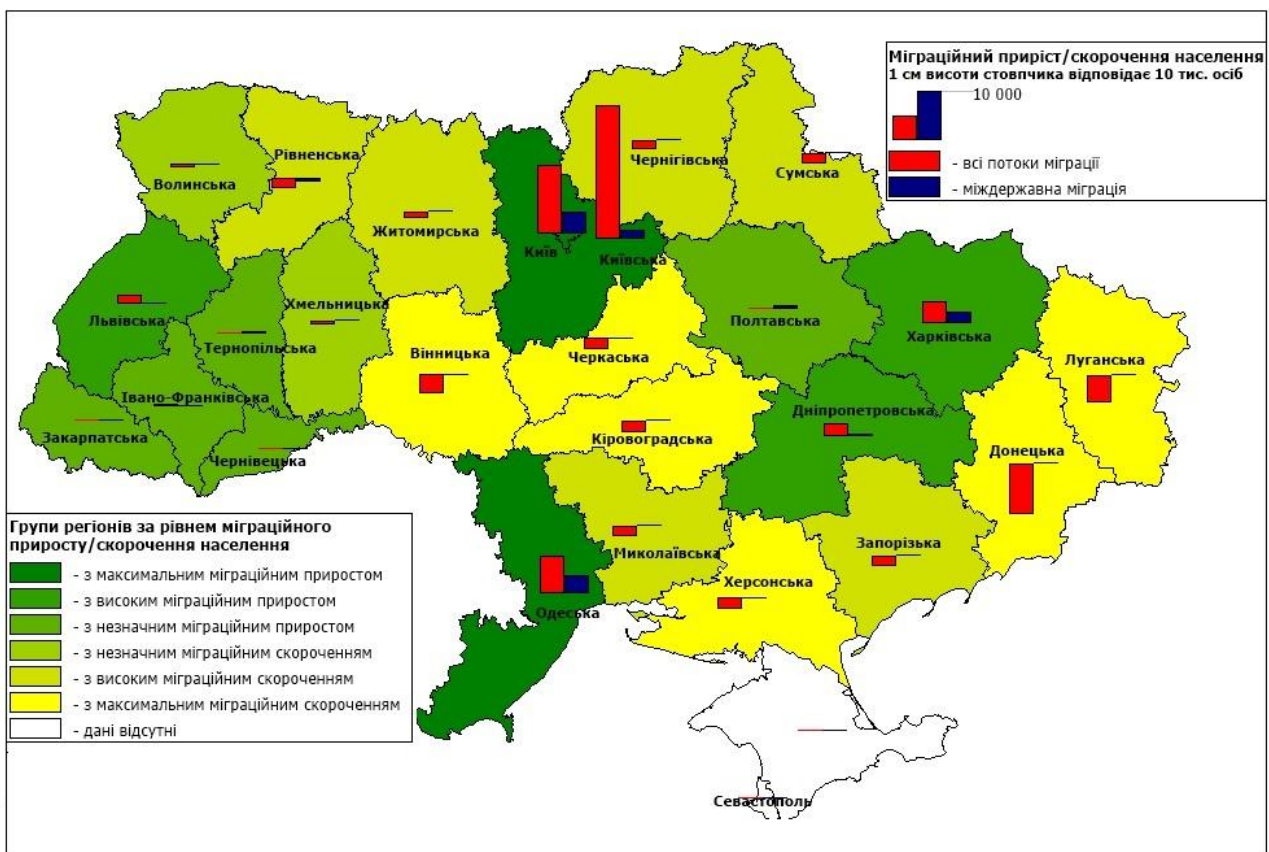 Міграційний приріст/скорочення населення
1 см висоти стовпчика відповідає 10 тис. осіб
10 000
- всі потоки міграції
- міждержавна міграція
Волинська
Рівненська
Житомирська
Київ
Київська
Чернігівська
Сумська
Львівська
Тернопільська
Хмельницька
Вінницька
Черкаська
Полтавська
Харківська
Луганська
Івано-Франківська
Закарпатська
Чернівецька
Кіровоградська
Дніпропетровська
Донецька
Одеська
Миколаївська
Херсонська
Запорізька
Севастополь
Групи регіонів за рівнем міграційного
приросту/скорочення населення
- з максимальним міграційним приростом
- з високим міграційним приростом
- з незначним міграційним приростом
- з незначним міграційним скороченням
- з високим міграційним скороченням
- з максимальним міграційним скороченням
- дані відсутні